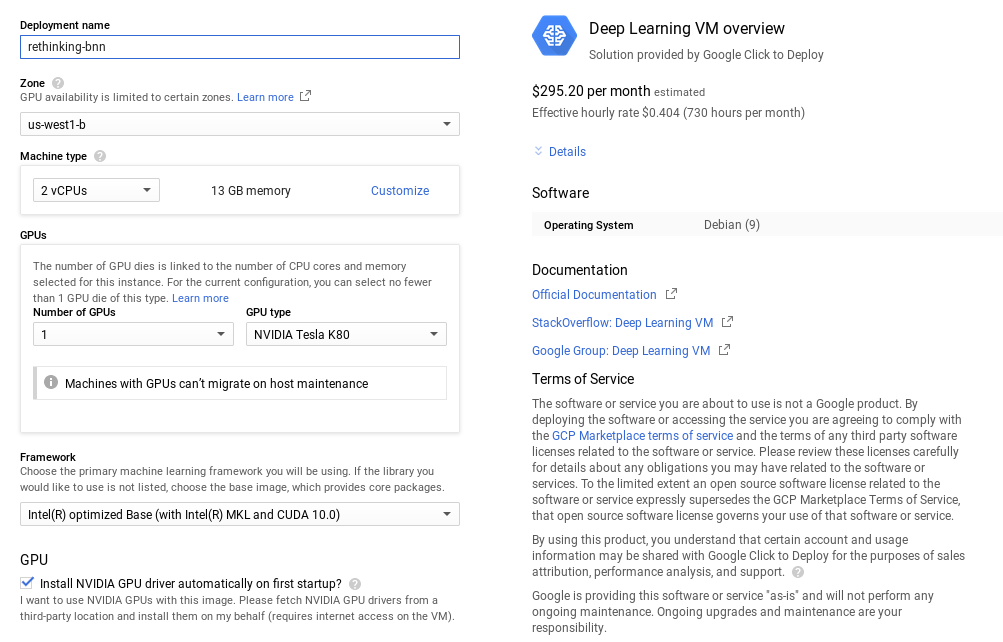 Deployment name
rethinking-bnn
Zone
GPU availability is limited to certain zones. Learn more
us-west1-b
Machine type
2 vCPUs 13 GB memory Customize
GPUs
The number of GPU dies is linked to the number of CPU cores and memory
selected for this instance. For the current configuration, you can select no fewer
than 1 GPU die of this type. Learn more
Number of GPUs GPU type
1 NVIDIA Tesla K80
Machines with GPUs can’t migrate on host maintenance
Framework
Choose the primary machine learning framework you will be using. If the library you
would like to use is not listed, choose the base image, which provides core packages.
Intel(R) optimized Base (with Intel(R) MKL and CUDA 10.0)
GPU
Install NVIDIA GPU driver automatically on first startup?
I want to use NVIDIA GPUs with this image. Please fetch NVIDIA GPU drivers from a
third-party location and install them on my behalf (requires internet access on the VM).
Deep Learning VM overview
Solution provided by Google Click to Deploy
$295.20 per month estimated
Effective hourly rate $0.404 (730 hours per month)
Details
Software
Operating System Debian (9)
Documentation
Official Documentation
StackOverflow: Deep Learning VM
Google Group: Deep Learning VM
Terms of Service
The software or service you are about to use is not a Google product. By
deploying the software or accessing the service you are agreeing to comply with
the GCP Marketplace terms of service and the terms of any third party software
licenses related to the software or service. Please review these licenses carefully
for details about any obligations you may have related to the software or
services. To the limited extent an open source software license related to the
software or service expressly supersedes the GCP Marketplace Terms of Service,
that open source software license governs your use of that software or service.
By using this product, you understand that certain account and usage
information may be shared with Google Click to Deploy for the purposes of sales
attribution, performance analysis, and support.
Google is providing this software or service "as-is" and will not perform any
ongoing maintenance. Ongoing upgrades and maintenance are your
responsibility.